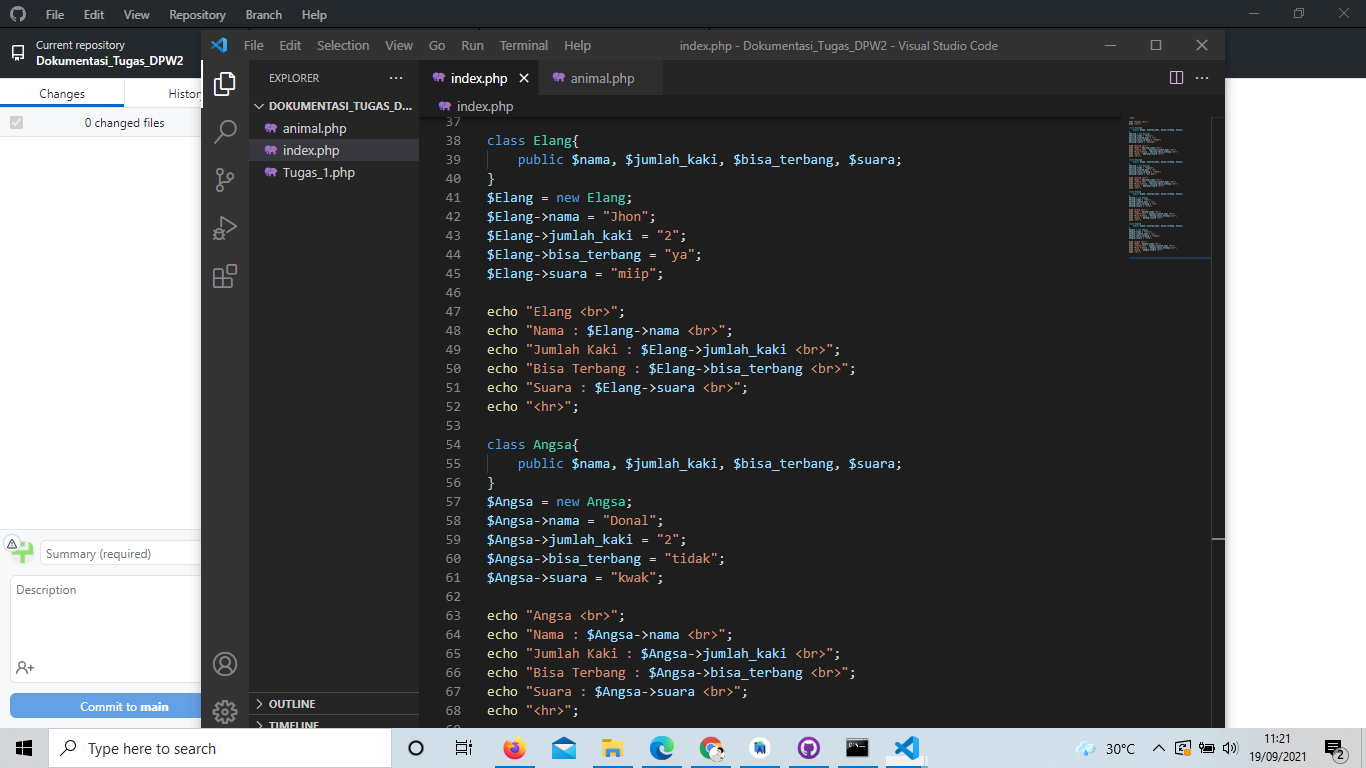 File Edit View Repository Branch Help
Current repository
Dokumentasi_Tugas_DPW2
Changes
Histor
0 changed files
Summary (required)
Description
Commit to main
File Edit Selection View Go Run Terminal Help
index.php - Dokumentasi_Tugas_DPW2 - Visual Studio Code
EXPLORER
DOKUMENTASI_TUGAS_D...
animal.php
index.php
Tugas_1.php
OUTLINE
TIMELINE
index.php
animal.php
index.php
37
38 class Elang{
39 public $nama, $jumlah_kaki, $bisa_terbang, $suara;
40 }
41 $Elang = new Elang;
42 $Elang->nama = "Jhon";
43 $Elang->jumlah_kaki = "2";
44 $Elang->bisa_terbang = "ya";
45 $Elang->suara = "miip";
46
47 echo "Elang <br>";
48 echo "Nama : $Elang->nama <br>";
49 echo "Jumlah Kaki : $Elang->jumlah_kaki <br>";
50 echo "Bisa Terbang : $Elang->bisa_terbang <br>";
51 echo "Suara : $Elang->suara <br>";
52 echo "<hr>";
53
54 class Angsa{
55 public $nama, $jumlah_kaki, $bisa_terbang, $suara;
56 }
57 $Angsa = new Angsa;
58 $Angsa->nama = "Donal";
59 $Angsa->jumlah_kaki = "2";
60 $Angsa->bisa_terbang = "tidak";
61 $Angsa->suara = "kwak";
62
63 echo "Angsa <br>";
64 echo "Nama : $Angsa->nama <br>";
65 echo "Jumlah Kaki : $Angsa->jumlah_kaki <br>";
66 echo "Bisa Terbang : $Angsa->bisa_terbang <br>";
67 echo "Suara : $Angsa->suara <br>";
68 echo "<hr>";
Type here to search
30°C
11:21
19/09/2021
2